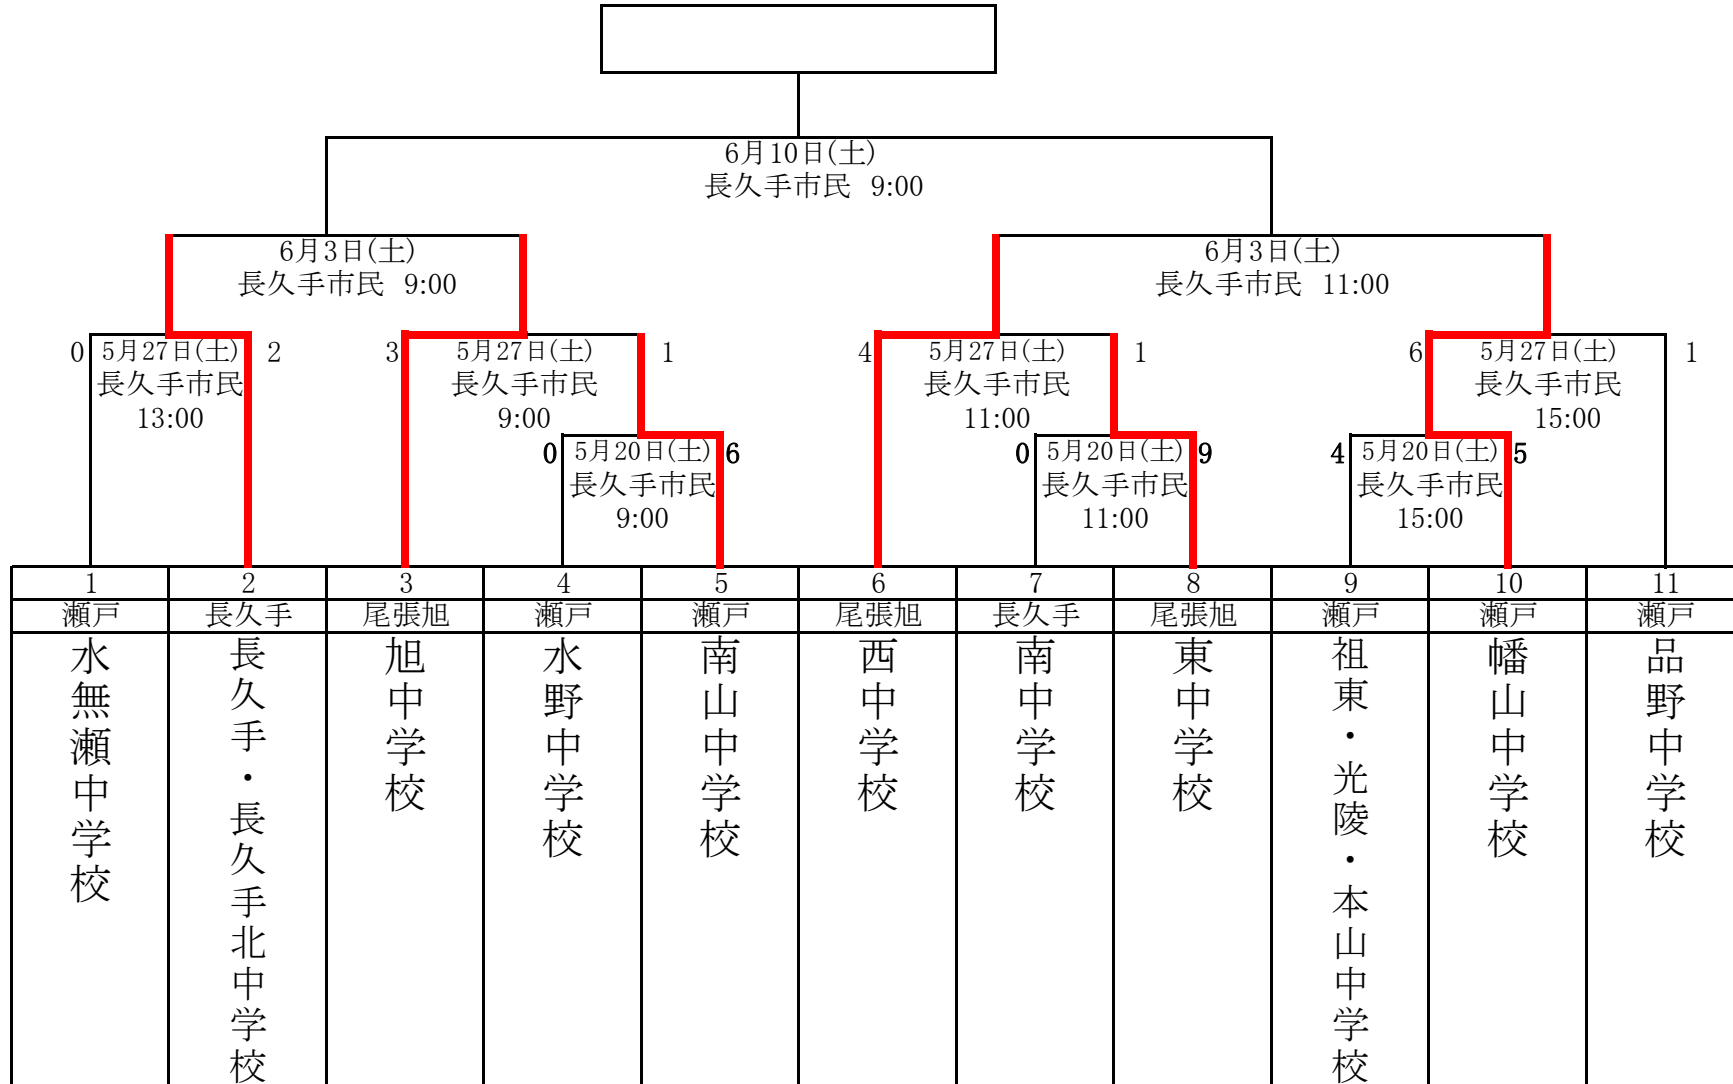 6月10日(土)
長久手市民 9:00
6月3日(土)
長久手市民 9:00
6月3日(土)
長久手市民 11:00
0 5月27日(土) 2
長久手市民
13:00
3 5月27日(土) 1
長久手市民
9:00
4 5月27日(土) 1
長久手市民
11:00
6 5月27日(土) 1
長久手市民
15:00
0 5月20日(土) 6
長久手市民
9:00
0 5月20日(土) 9
長久手市民
11:00
4 5月20日(土) 5
長久手市民
15:00
1 2 3 4 5 6 7 8 9 10 11
瀬戸 長久手 尾張旭 瀬戸 瀬戸 尾張旭 長久手 尾張旭 瀬戸 瀬戸 瀬戸
水無瀬中学校
長久手・長久手北中学校
旭中学校
水野中学校
南山中学校
西中学校
南中学校
東中学校
祖東・光陵・本山中学校
幡山中学校
品野中学校